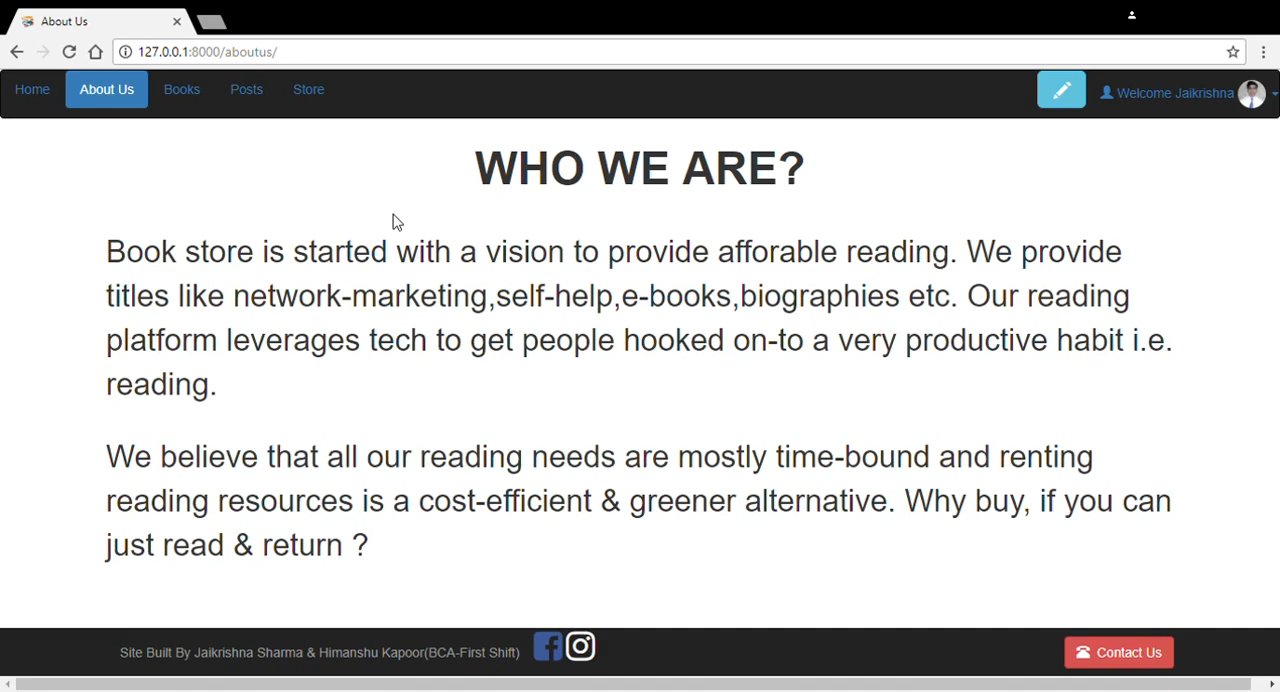 About Us
127.0.0.1:8000/aboutus/
Home About Us Books Posts Store Welcome Jaikrishna
WHO WE ARE?
Book store is started with a vision to provide afforable reading. We provide
titles like network-marketing,self-help,e-books,biographies etc. Our reading
platform leverages tech to get people hooked on-to a very productive habit i.e.
reading.
We believe that all our reading needs are mostly time-bound and renting
reading resources is a cost-efficient & greener alternative. Why buy, if you can
just read & return ?
Site Built By Jaikrishna Sharma & Himanshu Kapoor(BCA-First Shift) Contact Us